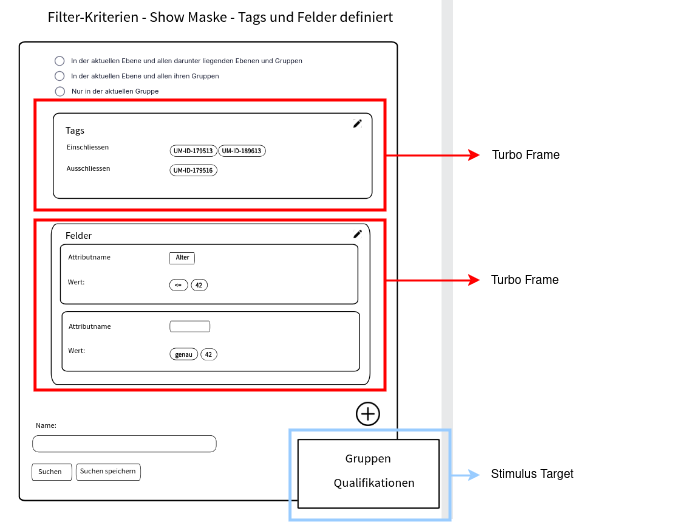 Filter-Kriterien - Show Maske - Tags und Felder definiert
In der aktuellen Ebene und allen darunter liegenden Ebenen und Gruppen
In der aktuellen Ebene und allen ihren Gruppen
Nur in der aktuellen Gruppe
Tags
Einschliessen UM-ID-179513 UM-ID-189613
Ausschliessen UM-ID-179516
Turbo Frame
Felder
Attributname Alter
Wert: <= 42
Turbo Frame
Attributname
Wert: genau 42
Name:
Suchen Suchen speichern
Gruppen
Qualifikationen
Stimulus Target